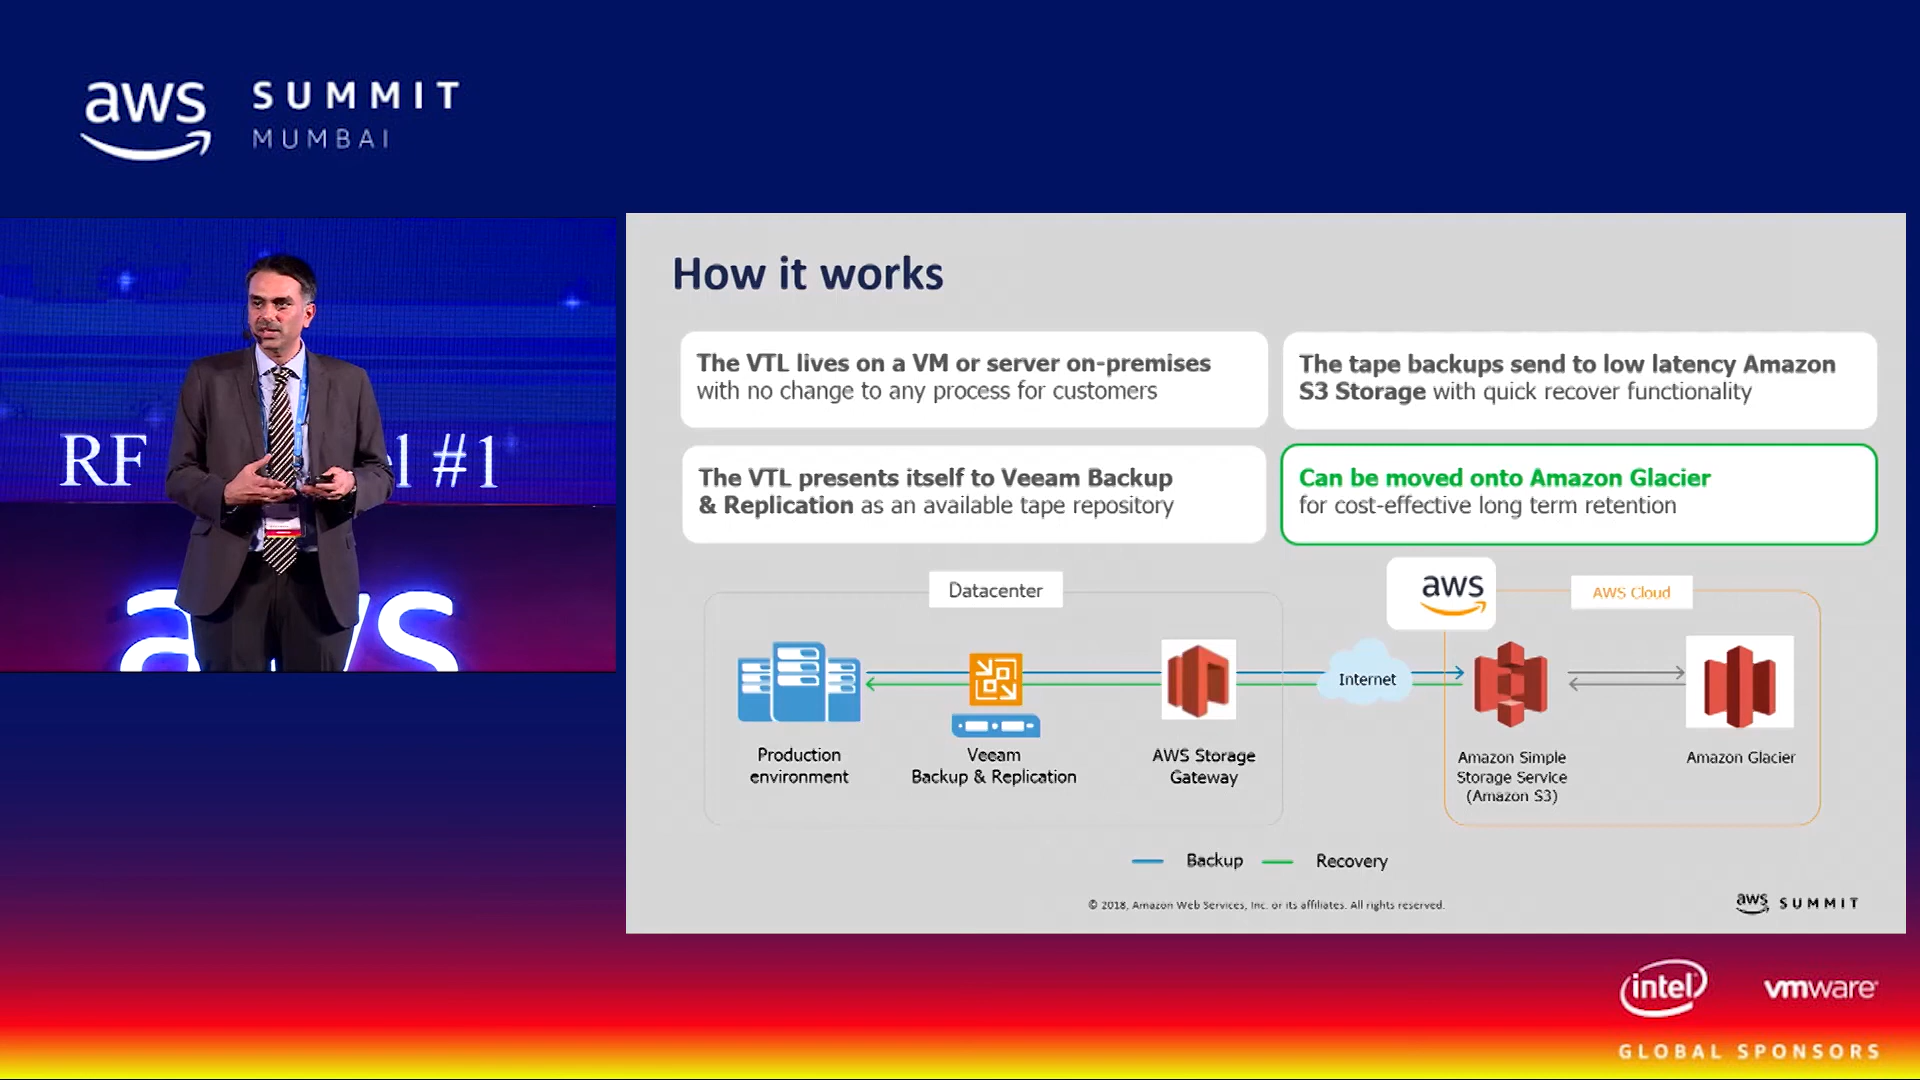 aws
SUMMIT
MUMBAI
RF
l #1
aws
How it works
The VTL lives on a VM or server on-premises
with no change to any process for customers
The tape backups send to low latency Amazon
S3 Storage with quick recover functionality
The VTL presents itself to Veeam Backup
& Replication as an available tape repository
Can be moved onto Amazon Glacier
for cost-effective long term retention
Datacenter
aws
AWS Cloud
Internet
Production
environment
Veeam
Backup & Replication
AWS Storage
Gateway
Amazon Simple
Storage Service
(Amazon S3)
Amazon Glacier
Backup
Recovery
© 2018, Amazon Web Services, Inc. or its affiliates. All rights reserved.
aws SUMMIT
intel
vmware
GLOBAL SPONSORS